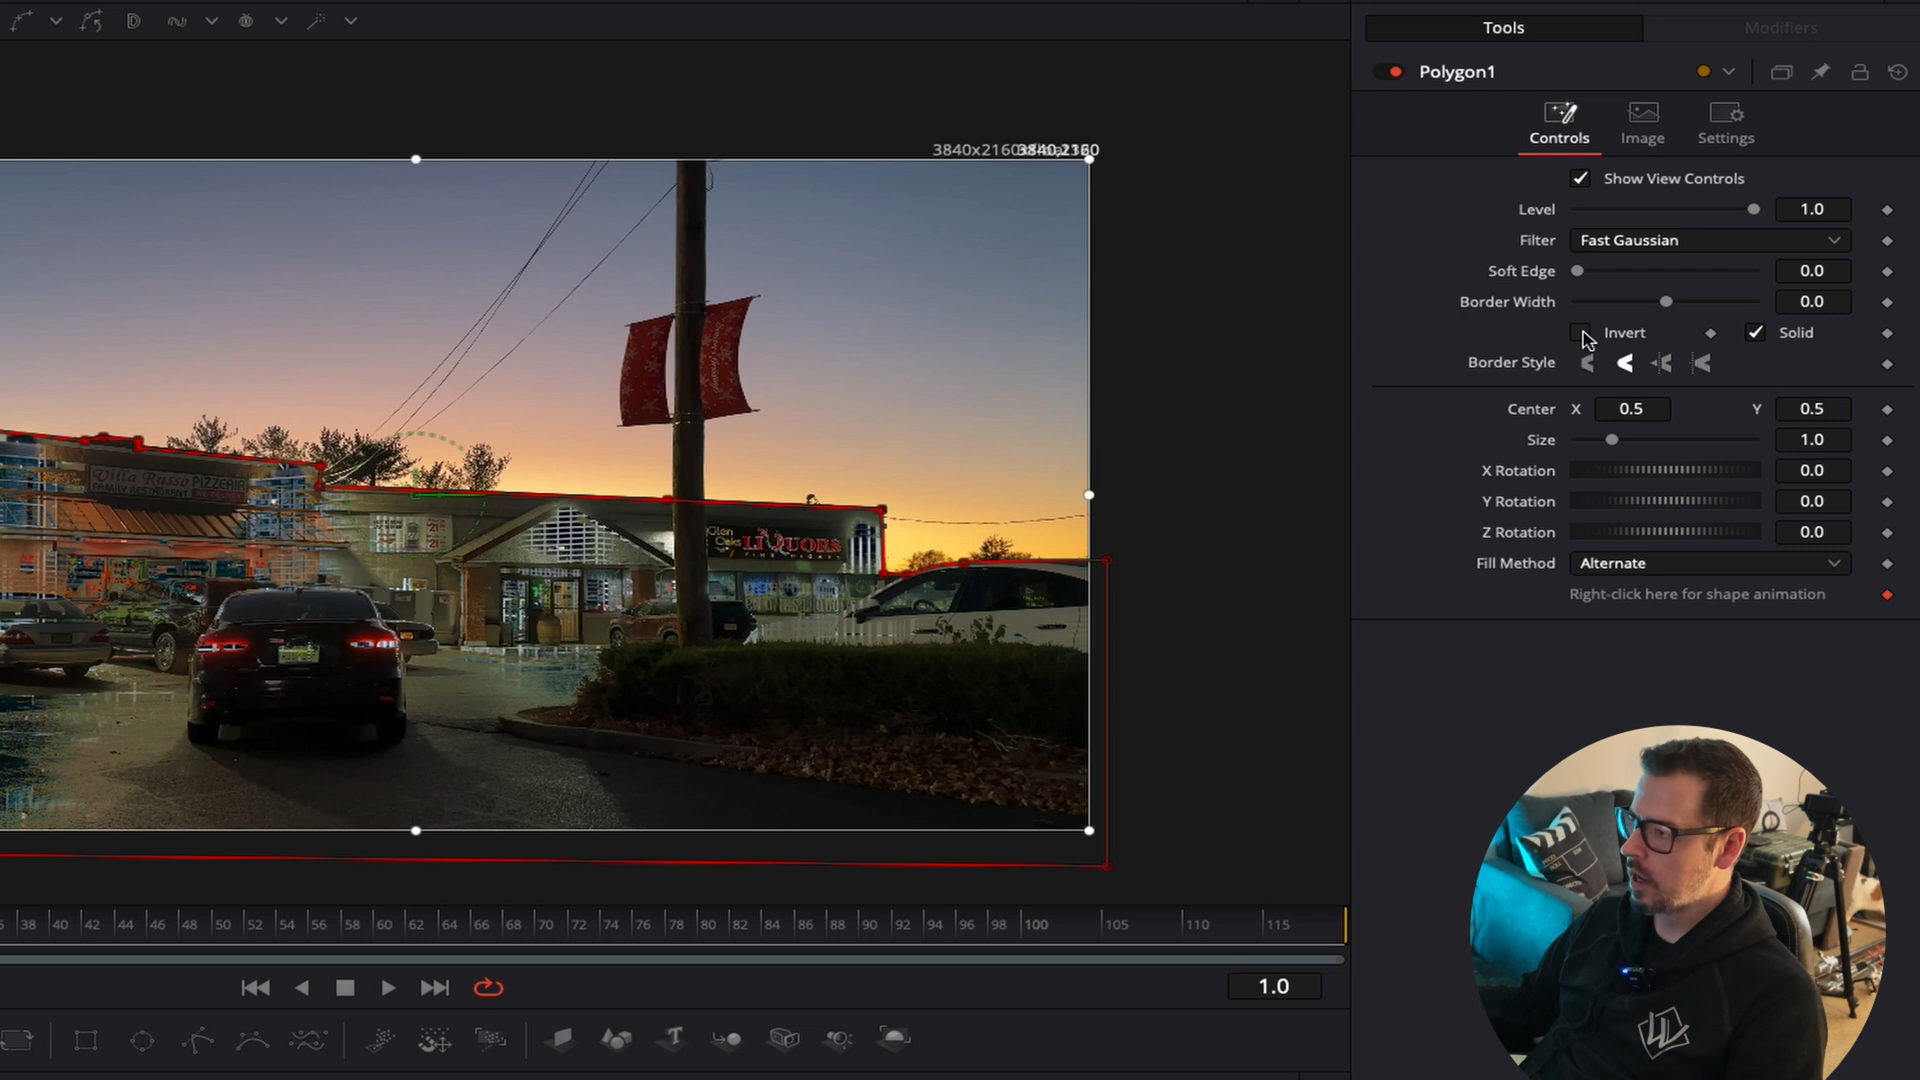 Tools
Modifiers
Polygon1
Controls
Image
Settings
Show View Controls
Level 1.0
Filter Fast Gaussian
Soft Edge 0.0
Border Width 0.0
Invert Solid
Border Style
Center X 0.5 Y 0.5
Size 1.0
X Rotation 0.0
Y Rotation 0.0
Z Rotation 0.0
Fill Method Alternate
Right-click here for shape animation
D
3840x2160
Villa Russo PIZZERIA
FAMILY RESTAURANT
Glen
Oaks
LIQUORS
38 40 42 44 46 48 50 52 54 56 58 60 62 64 66 68 70 72 74 76 78 80 82 84 86 88 90 92 94 96 98 100 105 110 115
1.0
T